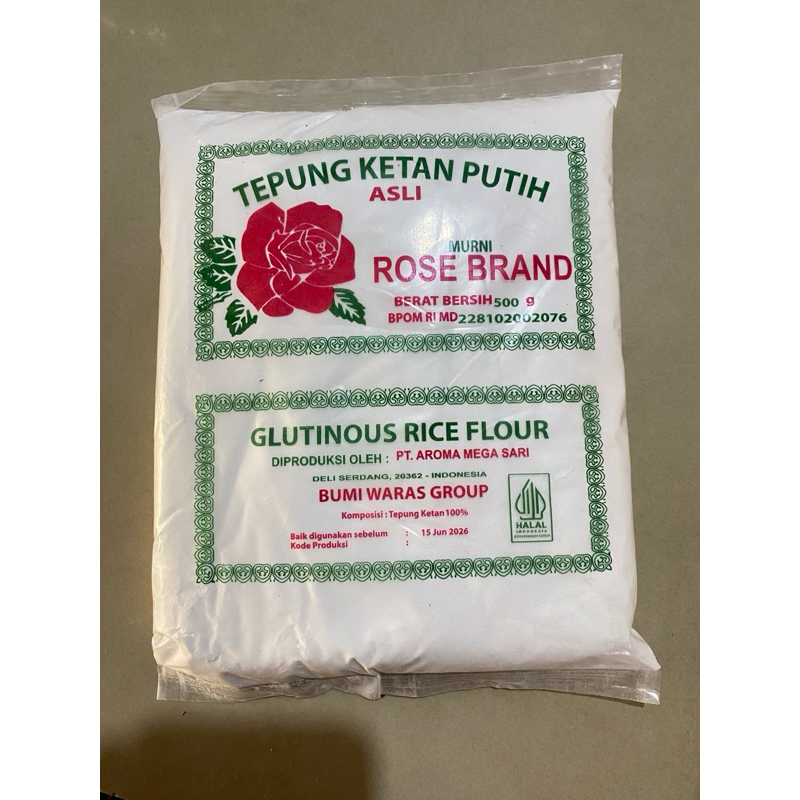 TEPUNG KETAN PUTIH
ASLI
MURNI
ROSE BRAND
BERAT BERSIH 500 g
BPOM RI MD 228102002076
GLUTINOUS RICE FLOUR
DIPRODUKSI OLEH : PT. AROMA MEGA SARI
DELI SERDANG, 20362 - INDONESIA
BUMI WARAS GROUP
Komposisi : Tepung Ketan 100%
Baik digunakan sebelum : 15 Jun 2026
Kode Produksi :
HALAL
INDONESIA